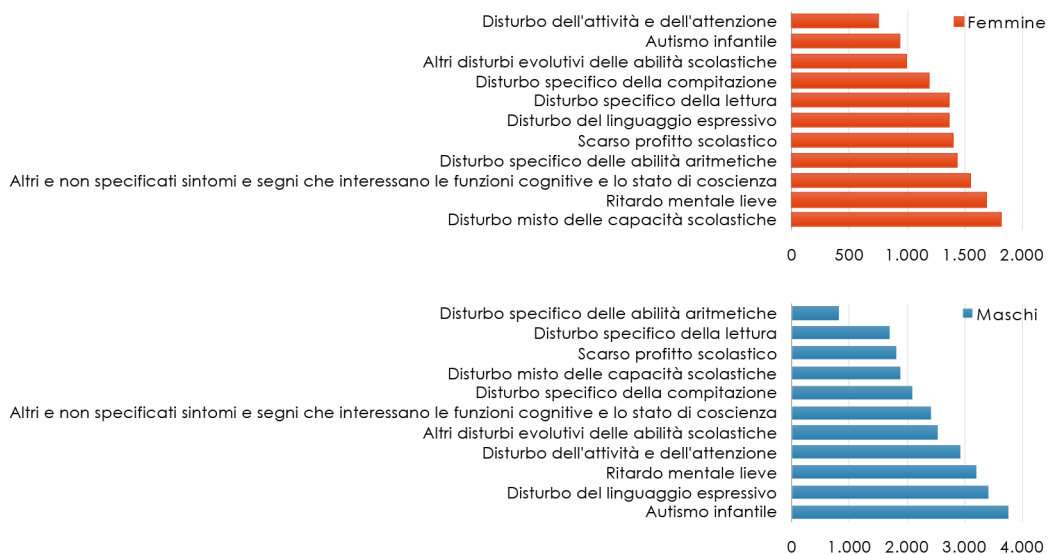 Disturbo dell'attività e dell'attenzione
Femmine
Autismo infantile
Altri disturbi evolutivi delle abilità scolastiche
Disturbo specifico della compitazione
Disturbo specifico della lettura
Disturbo del linguaggio espressivo
Scarso profitto scolastico
Disturbo specifico delle abilità aritmetiche
Altri e non specificati sintomi e segni che interessano le funzioni cognitive e lo stato di coscienza
Ritardo mentale lieve
Disturbo misto delle capacità scolastiche
0 500 1.000 1.500 2.000
Disturbo specifico delle abilità aritmetiche
Maschi
Disturbo specifico della lettura
Scarso profitto scolastico
Disturbo misto delle capacità scolastiche
Disturbo specifico della compitazione
Altri e non specificati sintomi e segni che interessano le funzioni cognitive e lo stato di coscienza
Altri disturbi evolutivi delle abilità scolastiche
Disturbo dell'attività e dell'attenzione
Ritardo mentale lieve
Disturbo del linguaggio espressivo
Autismo infantile
0 1.000 2.000 3.000 4.000